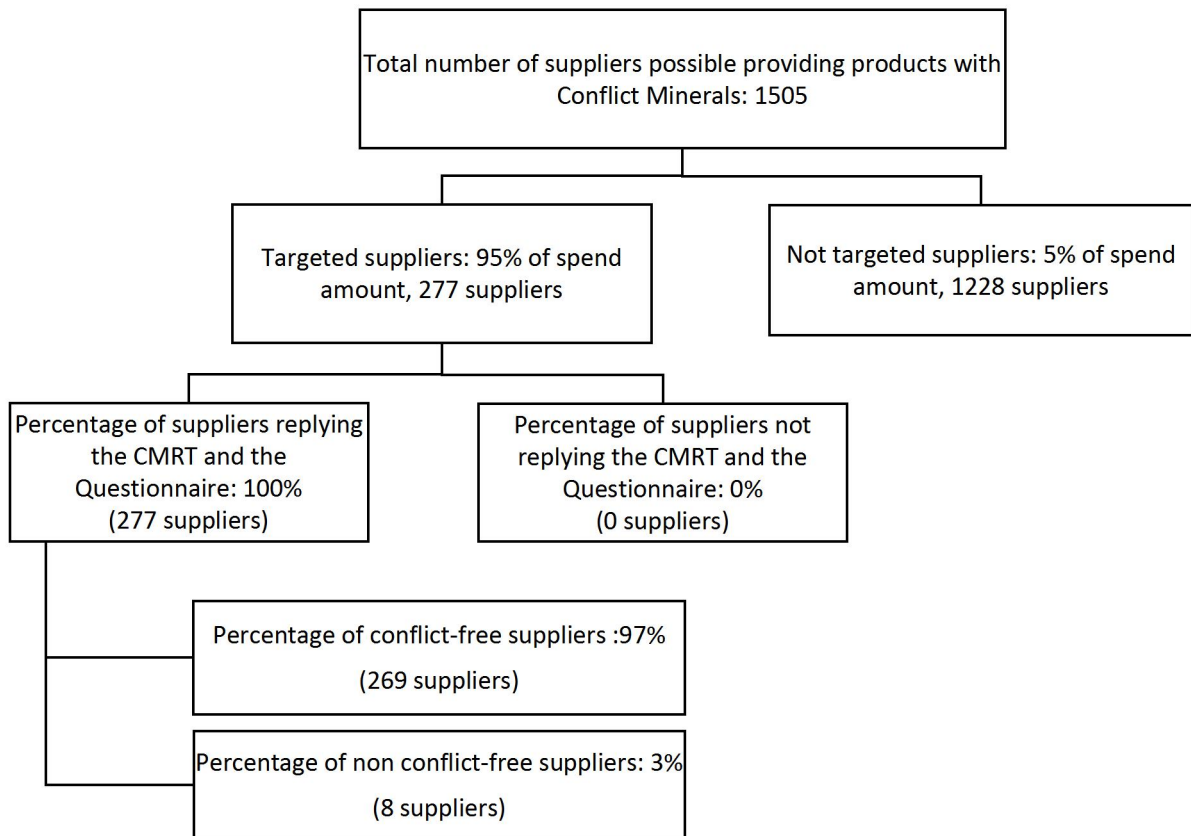 Total number of suppliers possible providing products with
Conflict Minerals: 1505
Targeted suppliers: 95% of spend
amount, 277 suppliers
Not targeted suppliers: 5% of spend
amount, 1228 suppliers
Percentage of suppliers replying
the CMRT and the
Questionnaire: 100%
(277 suppliers)
Percentage of suppliers not
replying the CMRT and the
Questionnaire: 0%
(0 suppliers)
Percentage of conflict-free suppliers :97%
(269 suppliers)
Percentage of non conflict-free suppliers: 3%
(8 suppliers)